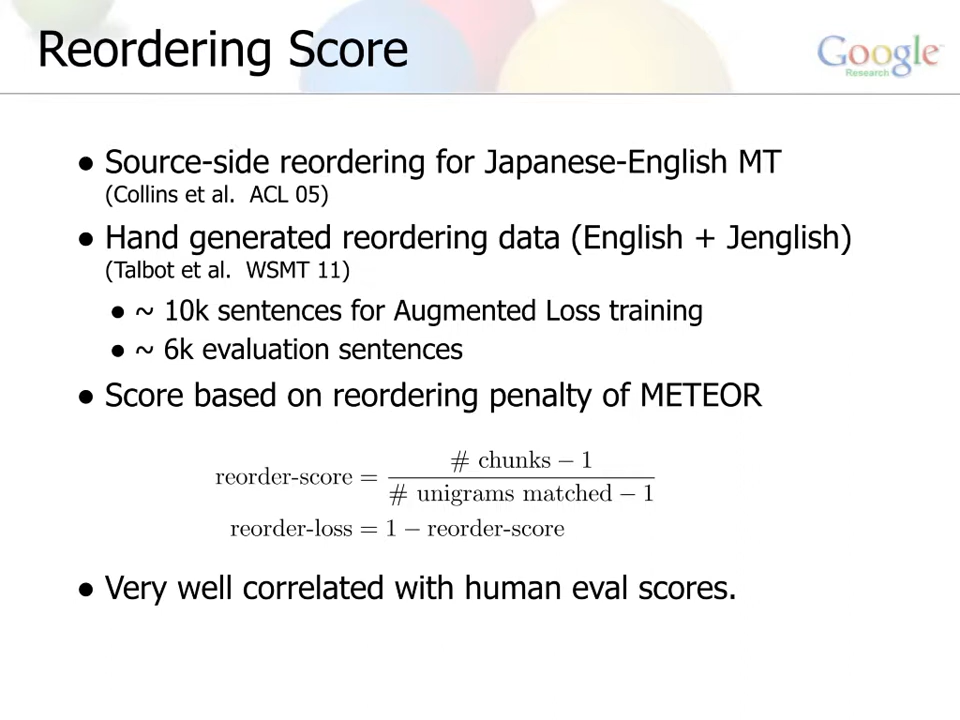 Reordering Score
Google
Research
● Source-side reordering for Japanese-English MT
(Collins et al. ACL 05)
● Hand generated reordering data (English + Jenglish)
(Talbot et al. WSMT 11)
● ~ 10k sentences for Augmented Loss training
● ~ 6k evaluation sentences
● Score based on reordering penalty of METEOR
# chunks − 1
reorder-score =
# unigrams matched − 1
reorder-loss = 1 − reorder-score
● Very well correlated with human eval scores.